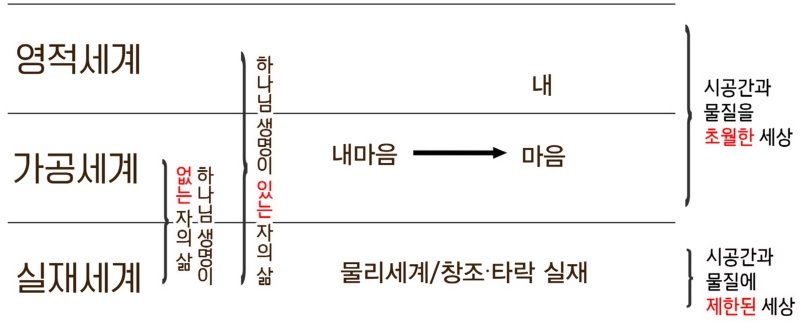 영적세계
가공세계
실재세계
하나님 생명이
없는 자의 삶
하나님 생명이 있는 자의 삶
내
내마음
마음
물리세계/창조·타락 실재
시공간과
물질을
초월한 세상
시공간과
물질에
제한된 세상